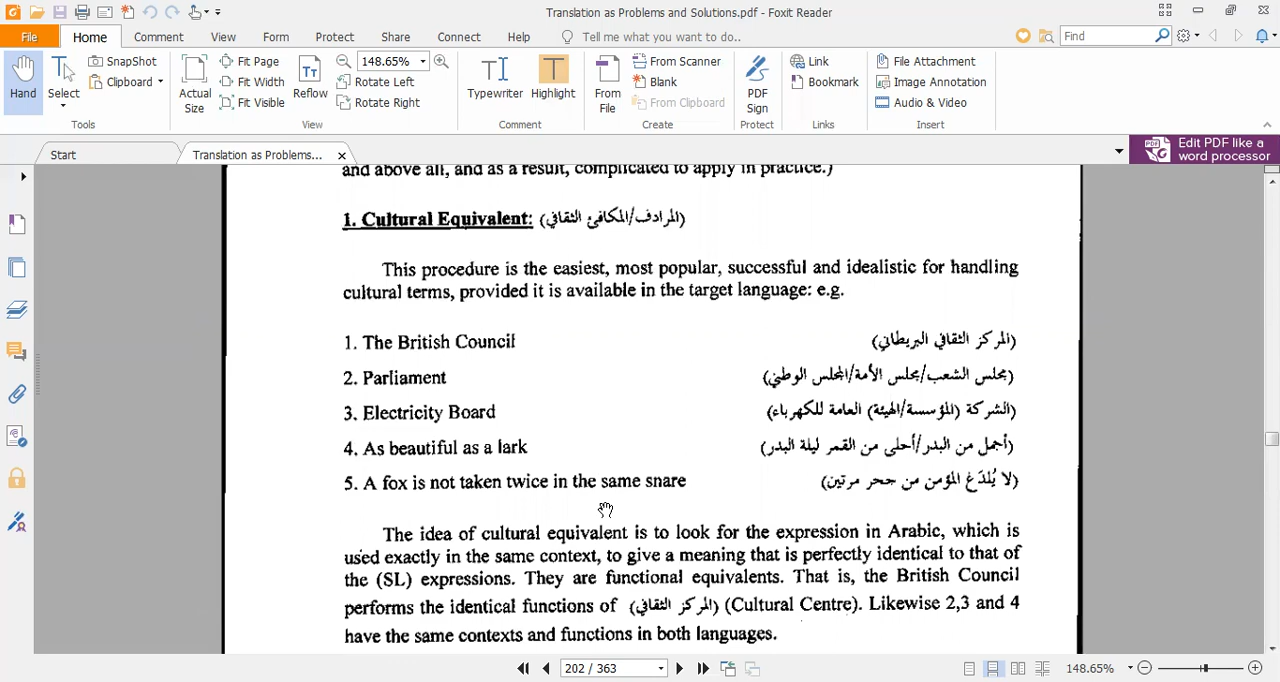 Translation as Problems and Solutions.pdf - Foxit Reader
File Home Comment View Form Protect Share Connect Help Tell me what you want to do.. Find
Hand
Select
SnapShot
Clipboard
Tools
Actual Size
Fit Page
Fit Width
Fit Visible
Reflow
148.65%
Rotate Left
Rotate Right
View
Typewriter
Highlight
Comment
From File
From Scanner
Blank
From Clipboard
Create
PDF Sign
Protect
Link
Bookmark
Links
File Attachment
Image Annotation
Audio & Video
Insert
Start
Translation as Problems...
Edit PDF like a word processor
and above all, and as a result, complicated to apply in practice.)
1. Cultural Equivalent: (المرادف/المكافئ الثقافي)
This procedure is the easiest, most popular, successful and idealistic for handling
cultural terms, provided it is available in the target language: e.g.
1. The British Council (المركز الثقافي البريطاني)
2. Parliament (مجلس الشعب/مجلس الأمة/المجلس الوطني)
3. Electricity Board (الشركة (المؤسسة/الهيئة) العامة للكهرباء)
4. As beautiful as a lark (أجمل من البدر/أحلى من القمر ليلة البدر)
5. A fox is not taken twice in the same snare (لا يُلدَغ المؤمن من جحر مرتين)
The idea of cultural equivalent is to look for the expression in Arabic, which is
used exactly in the same context, to give a meaning that is perfectly identical to that of
the (SL) expressions. They are functional equivalents. That is, the British Council
performs the identical functions of (المركز الثقافي) (Cultural Centre). Likewise 2,3 and 4
have the same contexts and functions in both languages.
202 / 363
148.65%